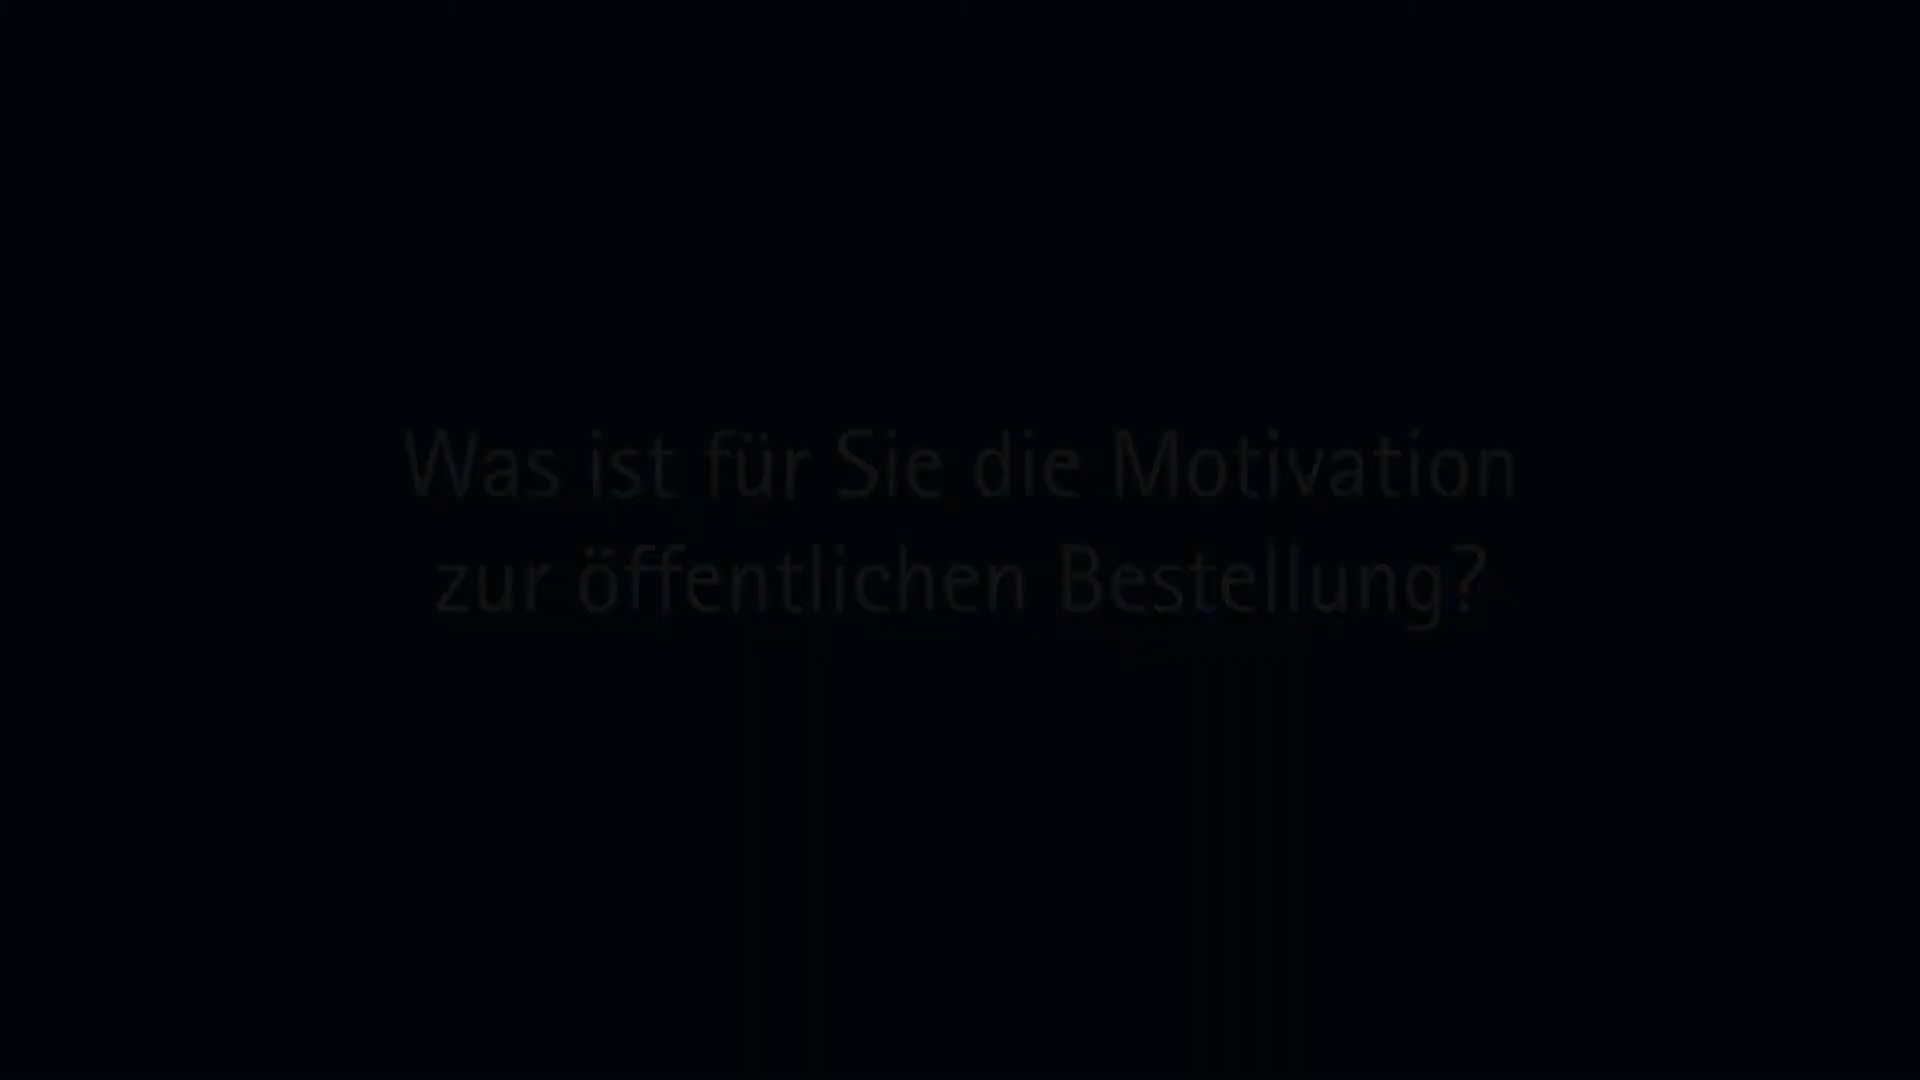 Was ist für Sie die Motivation
zur öffentlichen Bestellung?